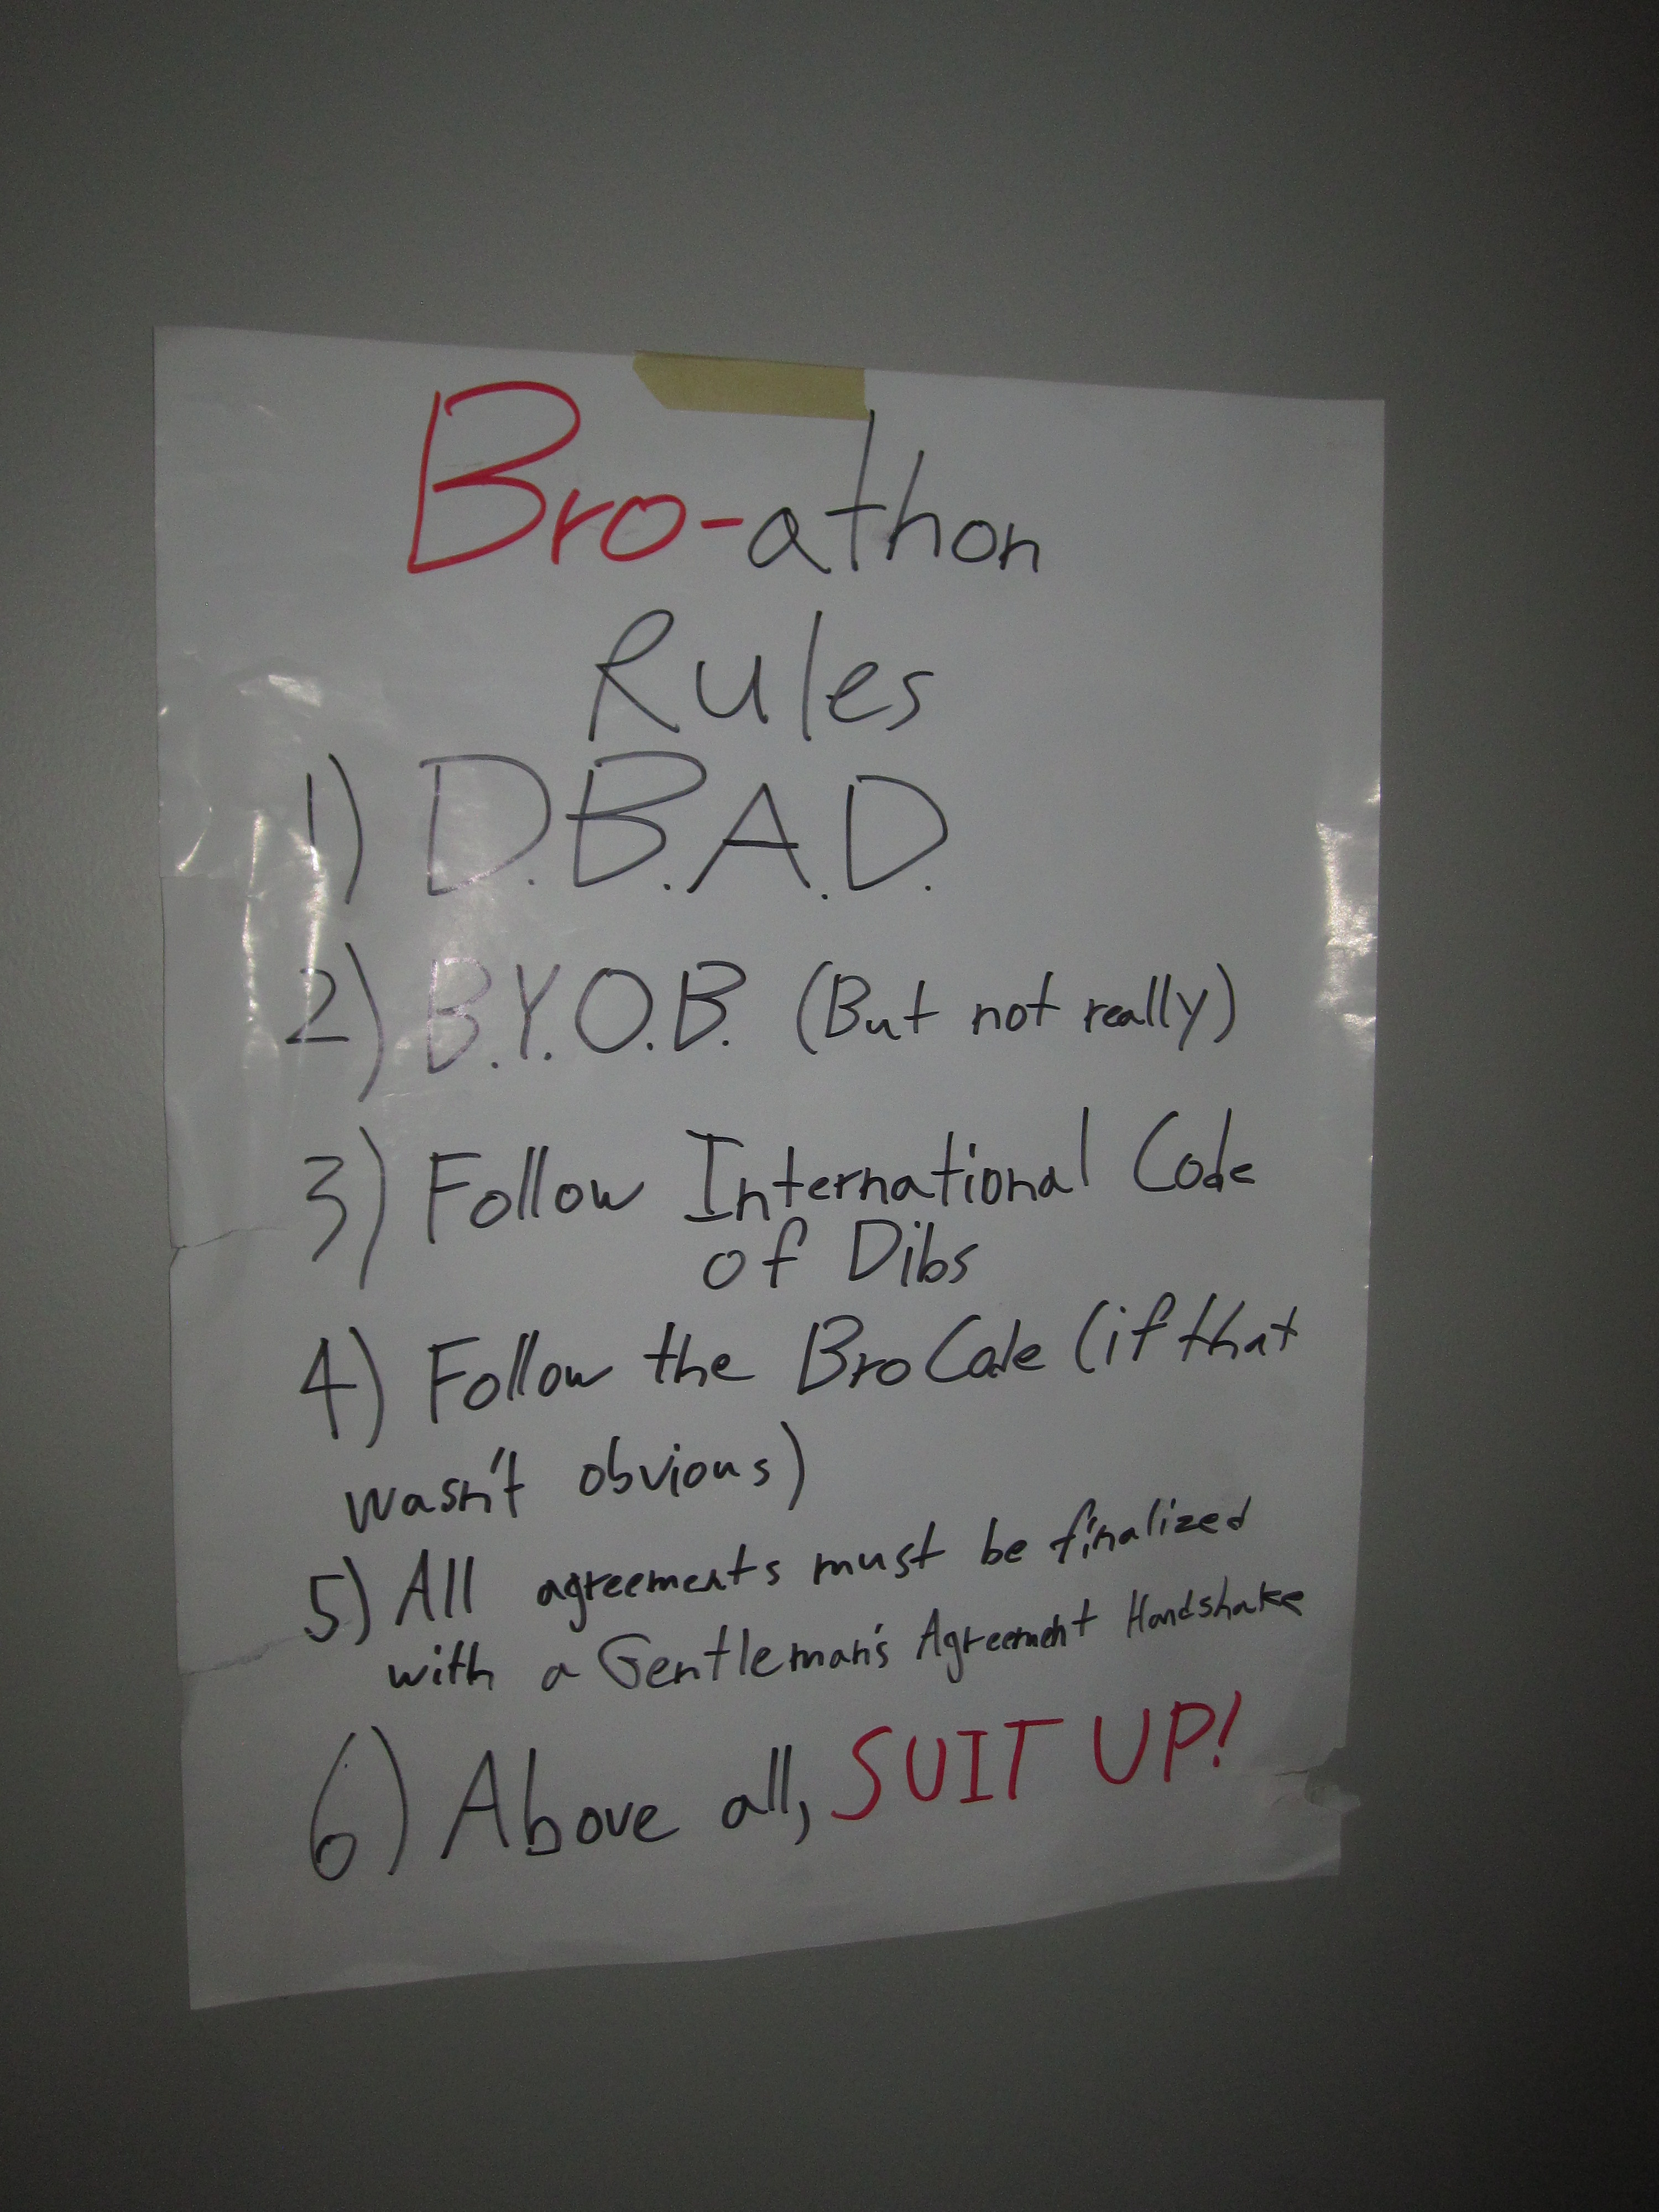 Bro-athon
Rules
1) D.B.A.D.
2) B.Y.O.B. (But not really)
3) Follow International Code
of Dibs
4) Follow the Bro Code (if that
wasn't obvious)
5) All agreements must be finalized
with a Gentleman's Agreement Handshake
6) Above all, SUIT UP!